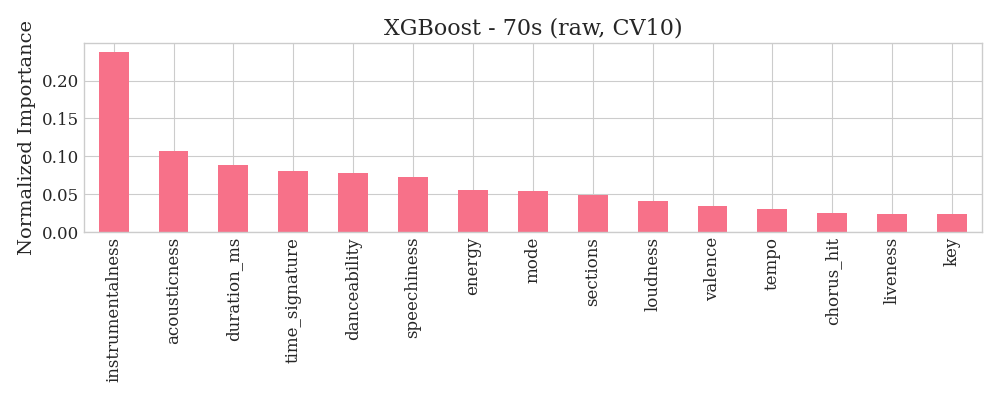 XGBoost - 70s (raw, CV10)
Normalized Importance
0.20
0.15
0.10
0.05
0.00
instrumentalness
acousticness
duration_ms
time_signature
danceability
speechiness
energy
mode
sections
loudness
valence
tempo
chorus_hit
liveness
key